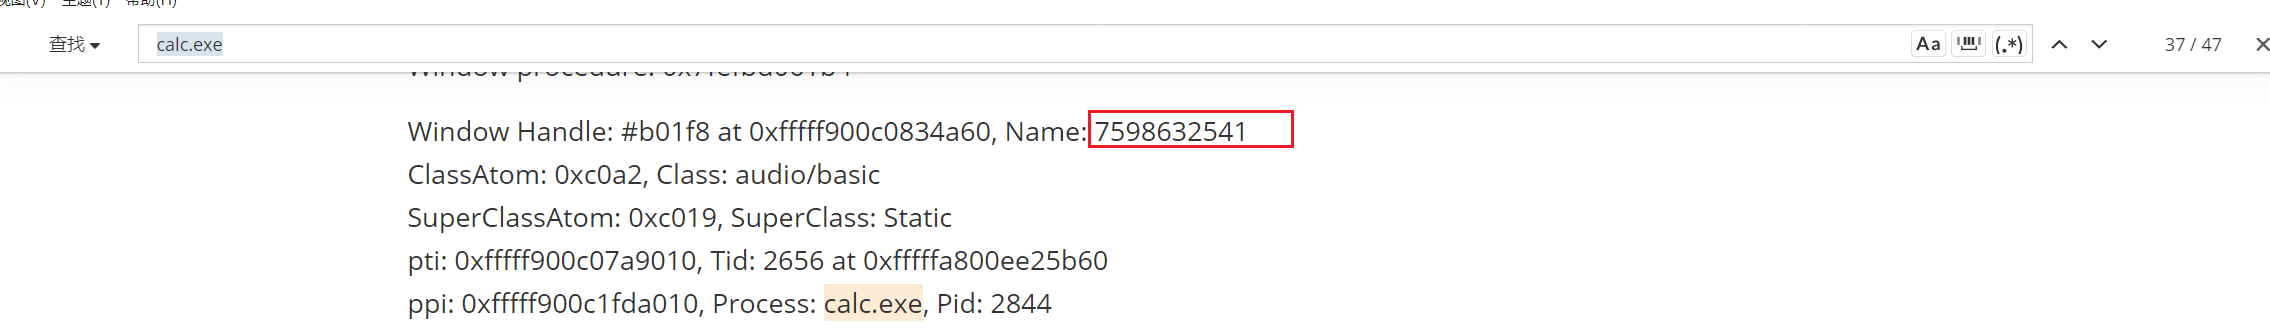 视图(V) 主题(T) 帮助(H)
查找 calc.exe Aa (.*) 37 / 47
Window Handle: #b01f8 at 0xfffff900c0834a60, Name: 7598632541
ClassAtom: 0xc0a2, Class: audio/basic
SuperClassAtom: 0xc019, SuperClass: Static
pti: 0xfffff900c07a9010, Tid: 2656 at 0xfffffa800ee25b60
ppi: 0xfffff900c1fda010, Process: calc.exe, Pid: 2844